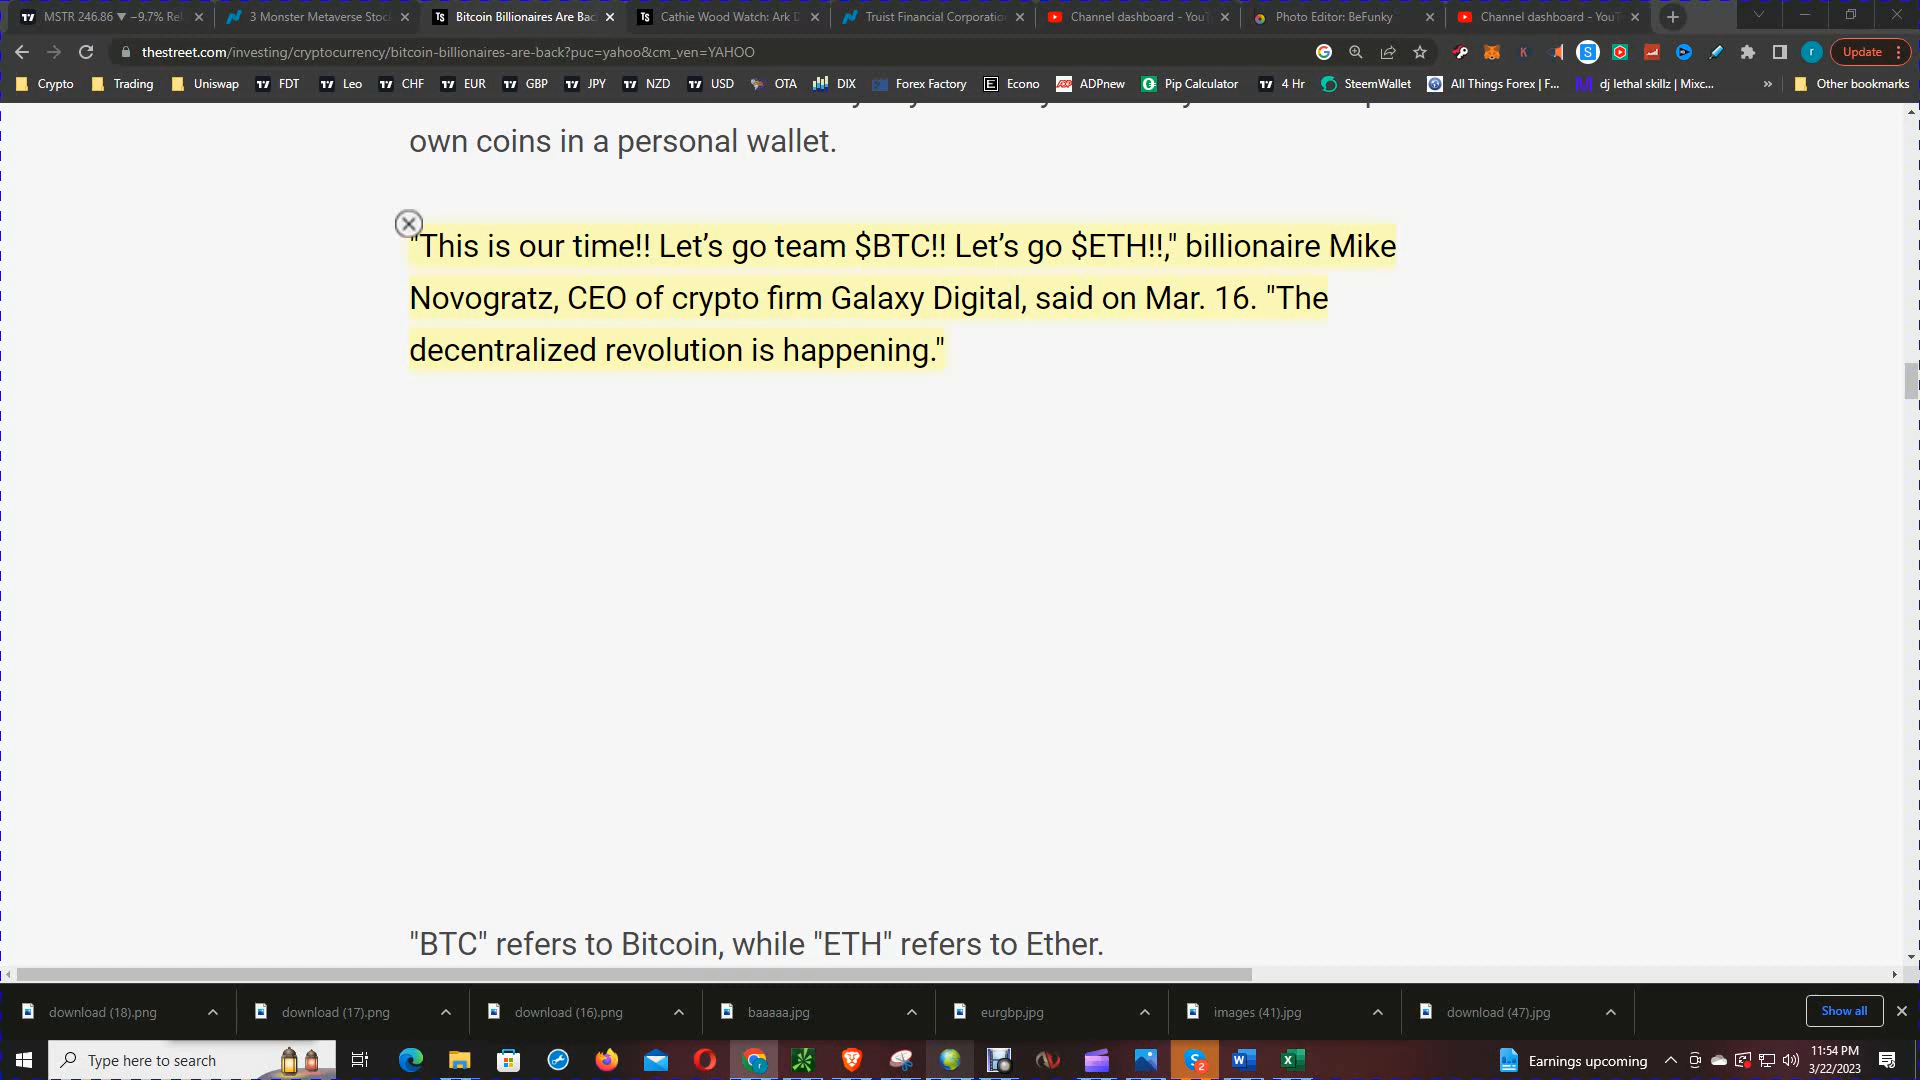 MSTR 246.86 ▼ −9.7%
3 Monster Metaverse Stoc
Bitcoin Billionaires Are Bac
Cathie Wood Watch: Ark D
Truist Financial Corporatio
Channel dashboard - YouT
Photo Editor: BeFunky
Channel dashboard - YouT
thestreet.com/investing/cryptocurrency/bitcoin-billionaires-are-back?puc=yahoo&cm_ven=YAHOO
Update
Crypto Trading Uniswap FDT Leo CHF EUR GBP JPY NZD USD OTA DIX Forex Factory Econo ADPnew Pip Calculator 4 Hr SteemWallet All Things Forex | F... dj lethal skillz | Mixc... » Other bookmarks
own coins in a personal wallet.
"This is our time!! Let’s go team $BTC!! Let’s go $ETH!!," billionaire Mike
Novogratz, CEO of crypto firm Galaxy Digital, said on Mar. 16. "The
decentralized revolution is happening."
"BTC" refers to Bitcoin, while "ETH" refers to Ether.
download (18).png
download (17).png
download (16).png
baaaaa.jpg
eurgbp.jpg
images (41).jpg
download (47).jpg
Show all
Type here to search
Earnings upcoming
11:54 PM
3/22/2023